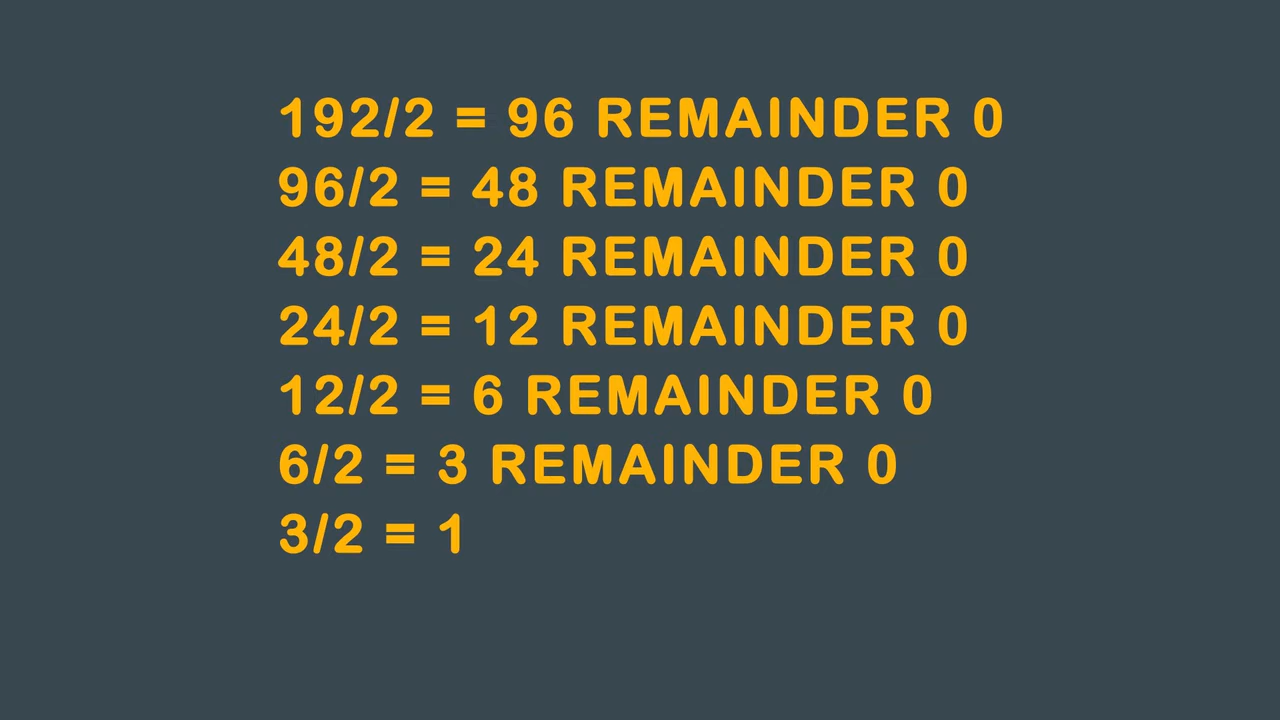 192/2 = 96 REMAINDER 0
96/2 = 48 REMAINDER 0
48/2 = 24 REMAINDER 0
24/2 = 12 REMAINDER 0
12/2 = 6 REMAINDER 0
6/2 = 3 REMAINDER 0
3/2 = 1